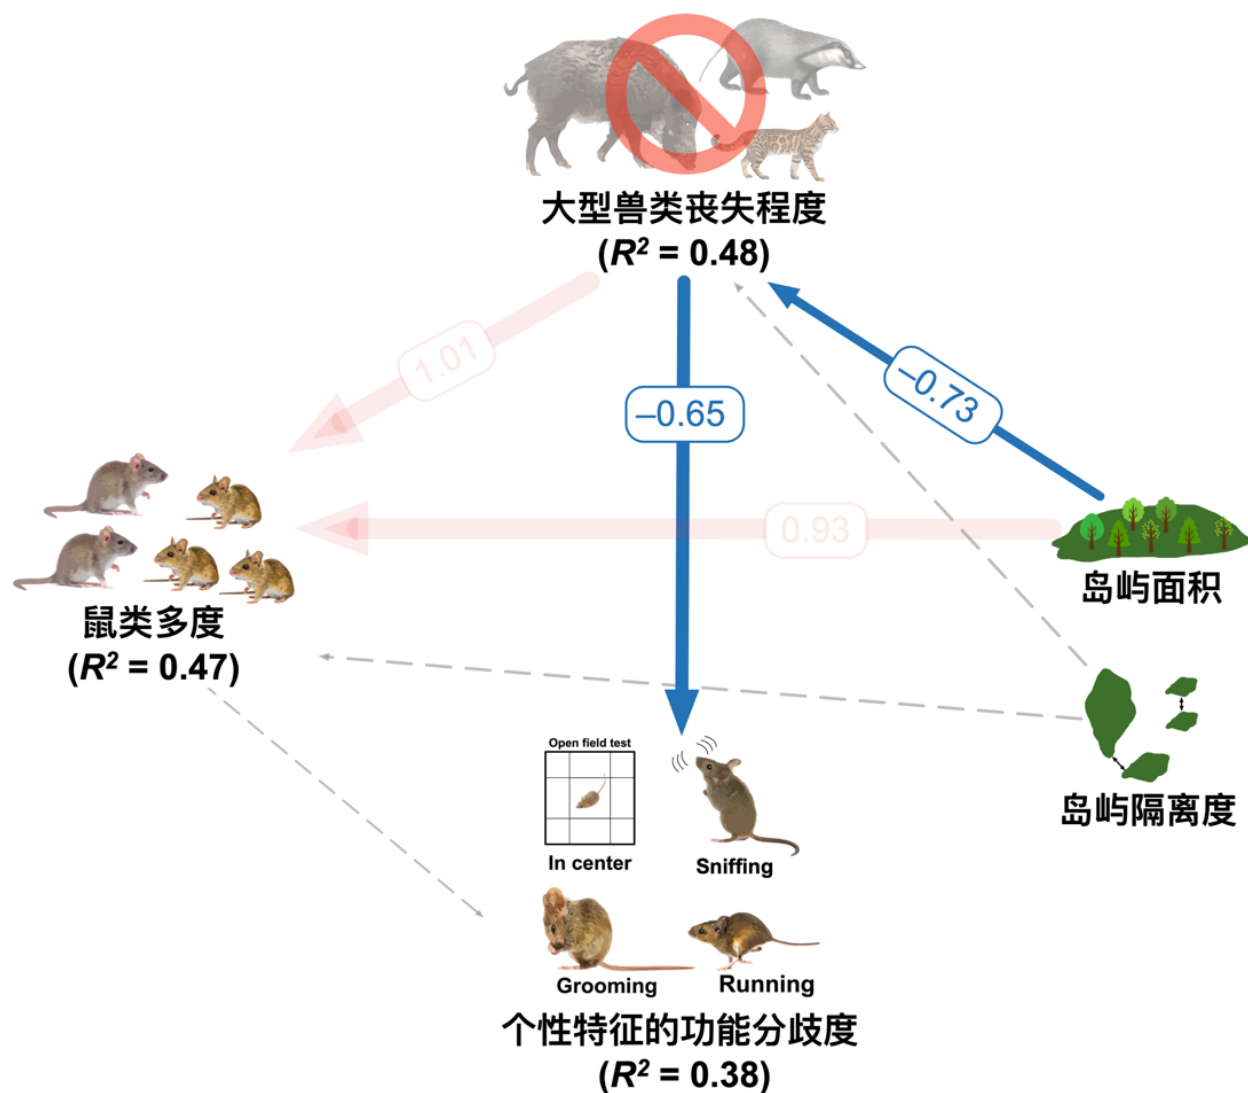 大型兽类丧失程度
(R² = 0.48)
1.01
–0.65
–0.73
0.93
岛屿面积
鼠类多度
(R² = 0.47)
岛屿隔离度
Open field test
In center
Sniffing
Grooming
Running
个性特征的功能分歧度
(R² = 0.38)